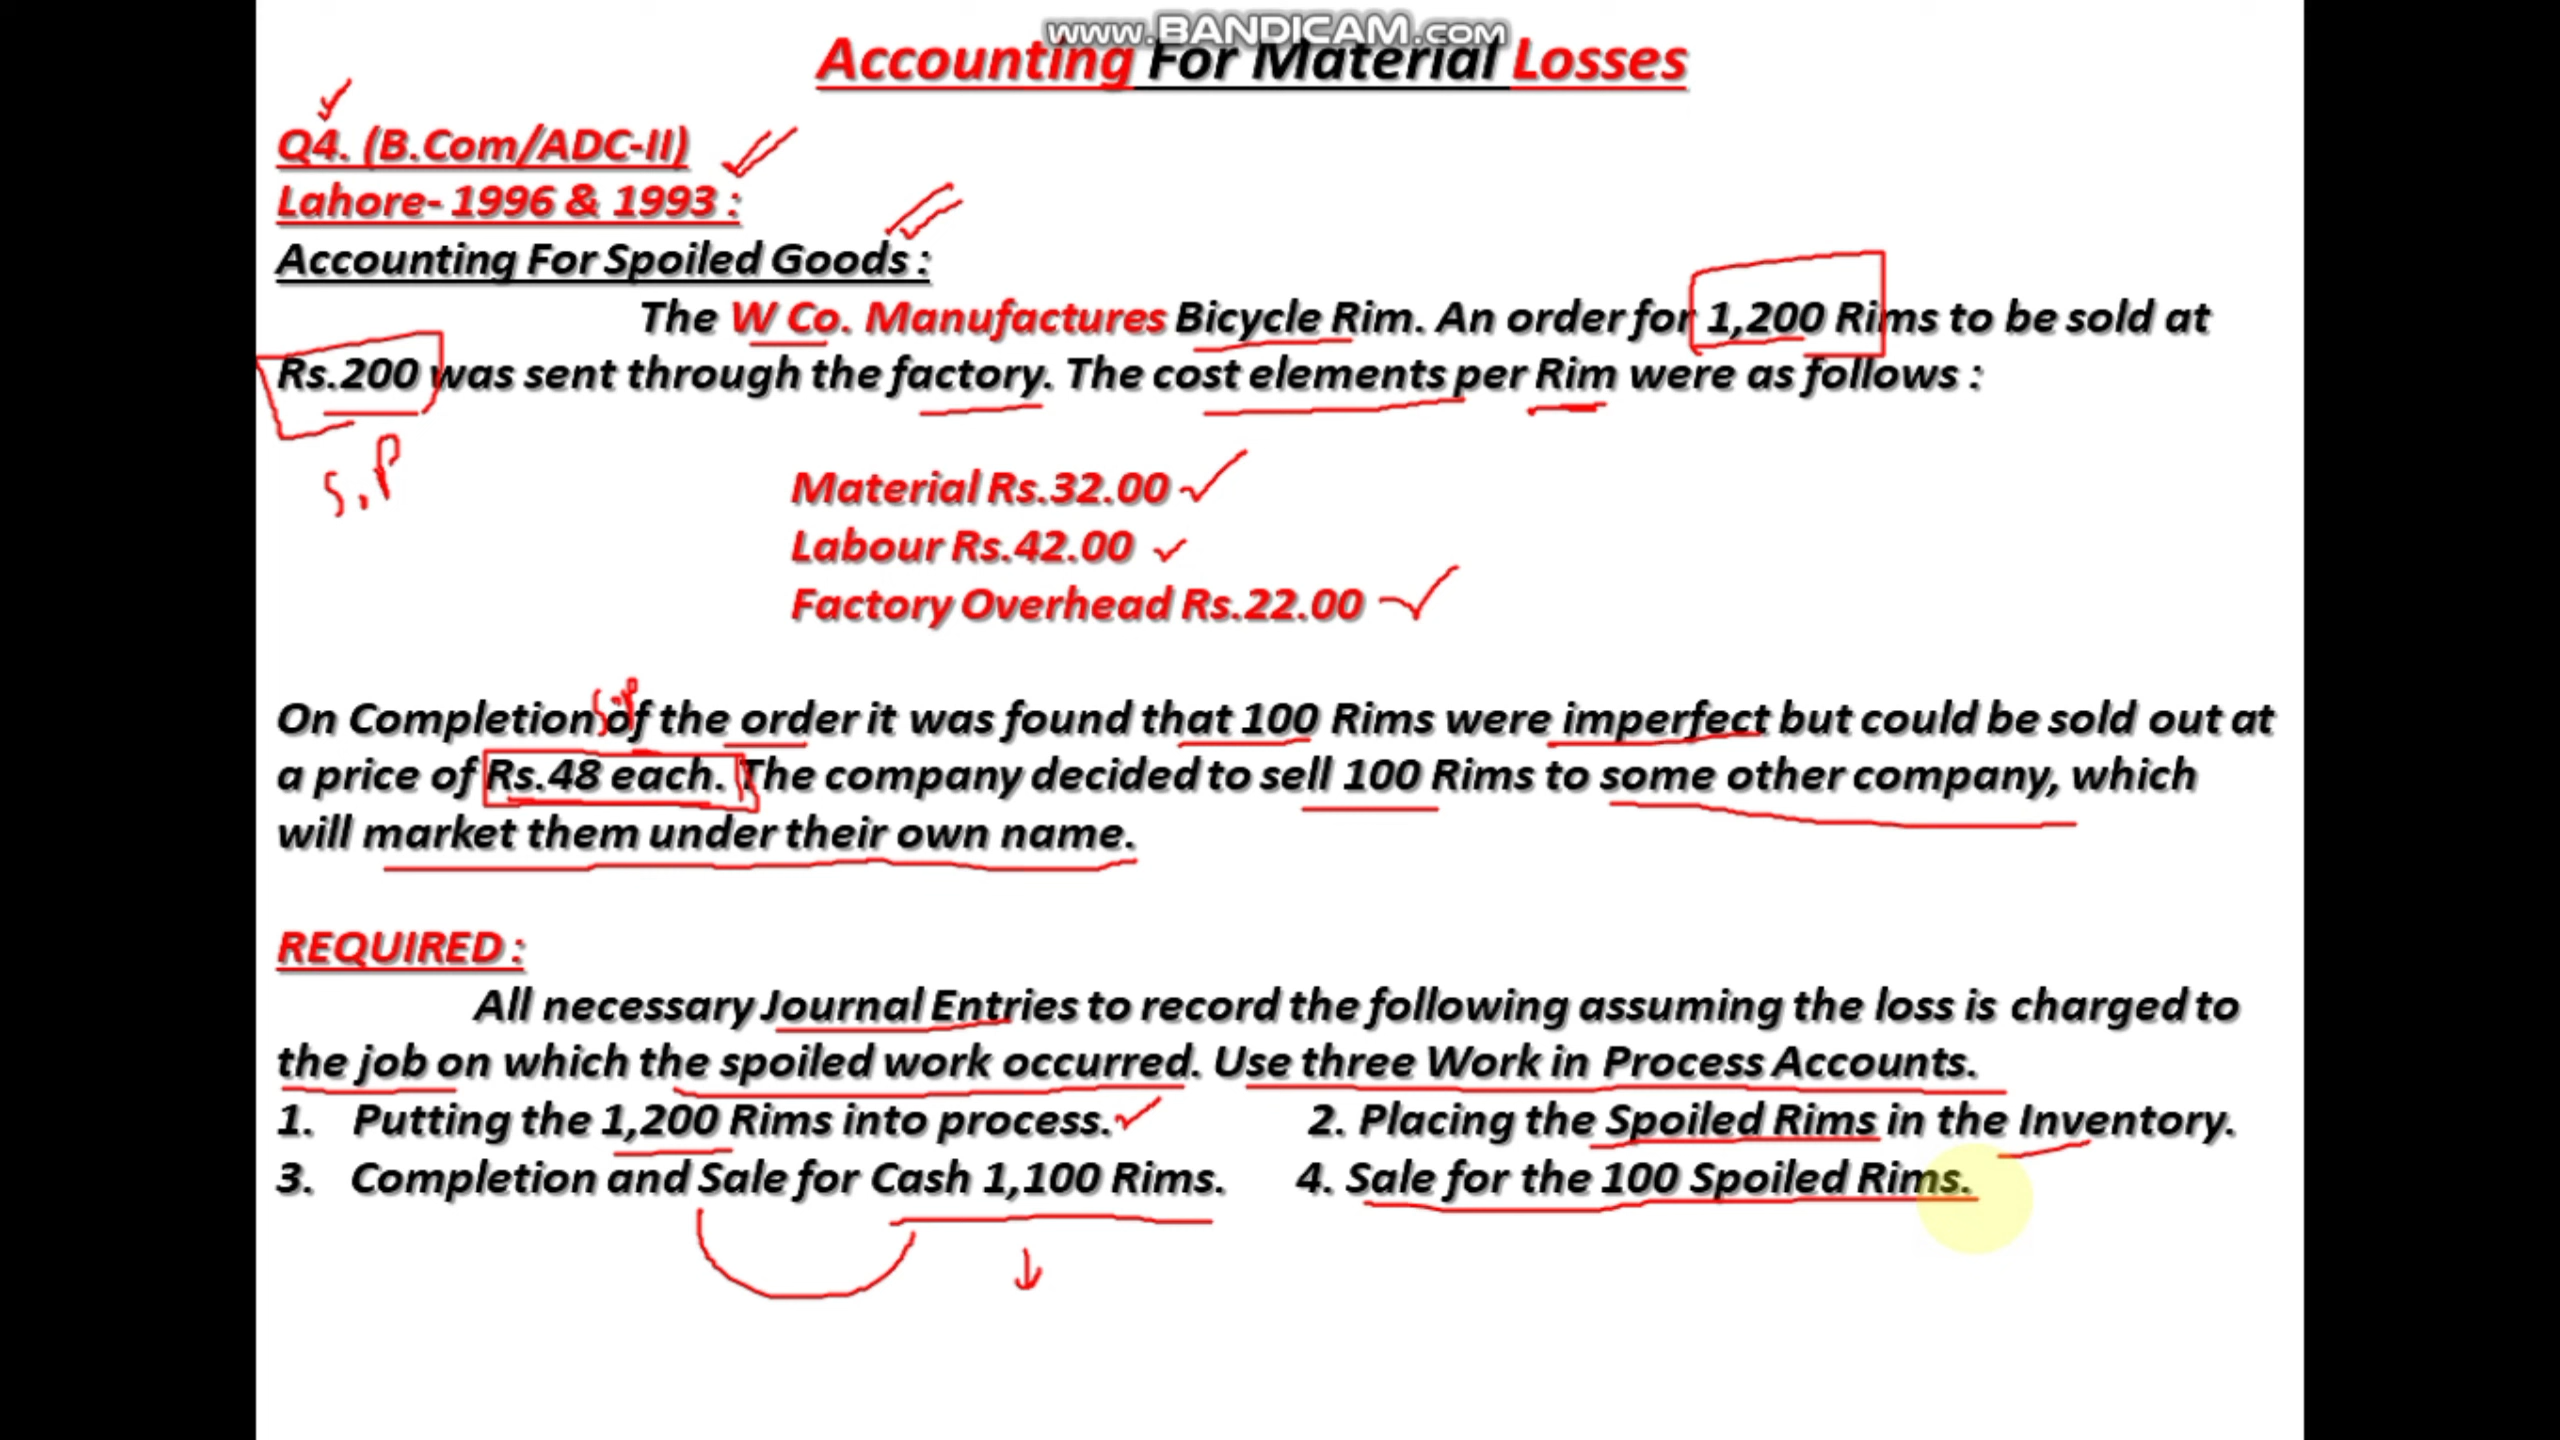 www.BANDICAM.com
Accounting For Material Losses
Q4. (B.Com/ADC-II)
Lahore- 1996 & 1993 :
Accounting For Spoiled Goods :
The W Co. Manufactures Bicycle Rim. An order for 1,200 Rims to be sold at
Rs.200 was sent through the factory. The cost elements per Rim were as follows :
S.P
Material Rs.32.00
Labour Rs.42.00
Factory Overhead Rs.22.00
S.P
On Completion of the order it was found that 100 Rims were imperfect but could be sold out at
a price of Rs.48 each. The company decided to sell 100 Rims to some other company, which
will market them under their own name.
REQUIRED :
All necessary Journal Entries to record the following assuming the loss is charged to
the job on which the spoiled work occurred. Use three Work in Process Accounts.
1. Putting the 1,200 Rims into process. 2. Placing the Spoiled Rims in the Inventory.
3. Completion and Sale for Cash 1,100 Rims. 4. Sale for the 100 Spoiled Rims.